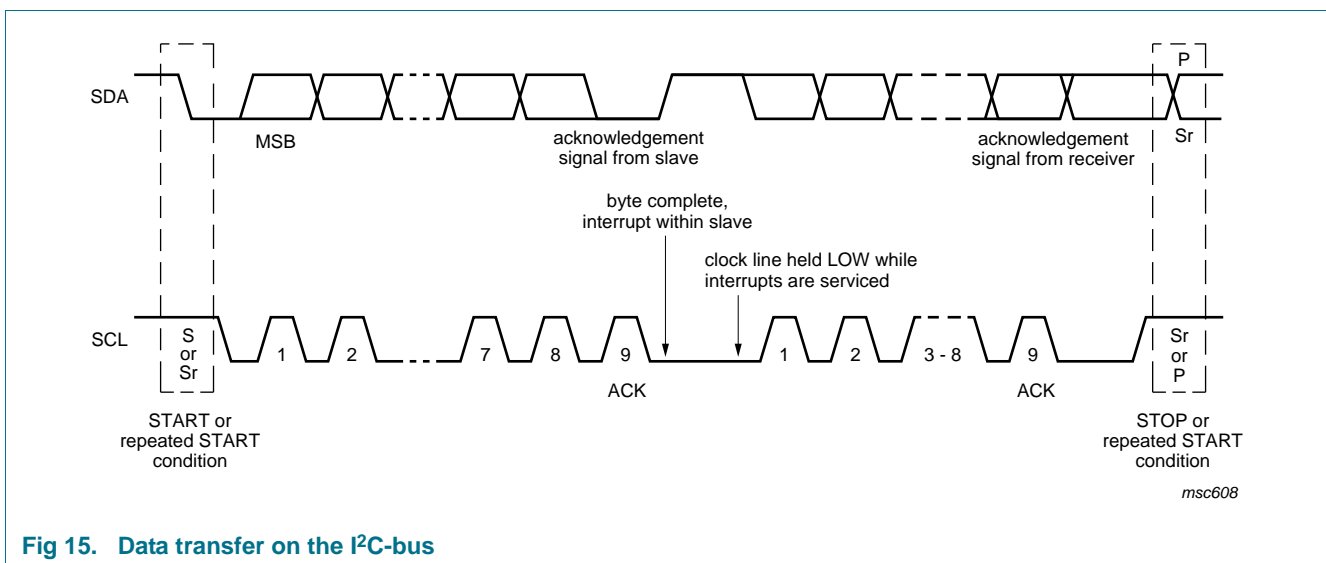 P
SDA
MSB
acknowledgement
signal from slave
acknowledgement
signal from receiver
Sr
byte complete,
interrupt within slave
clock line held LOW while
interrupts are serviced
SCL
S
or
Sr
1
2
7
8
9
1
2
3 - 8
9
Sr
or
P
ACK
ACK
START or
repeated START
condition
STOP or
repeated START
condition
msc608
Fig 15. Data transfer on the I²C-bus